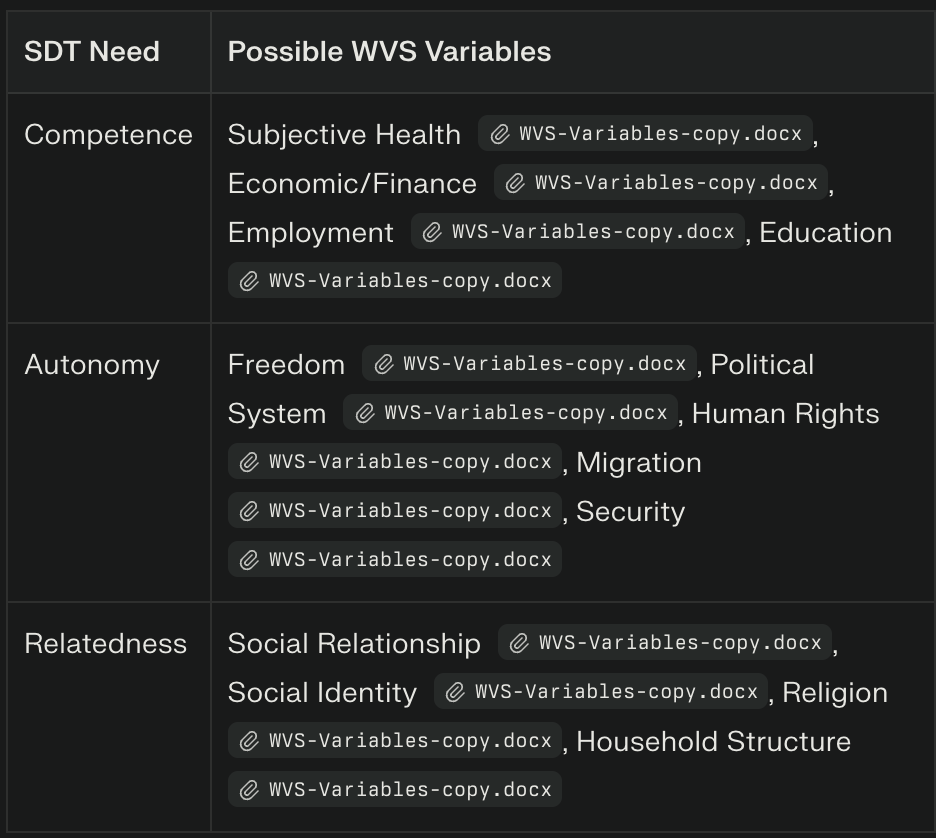 SDT Need
Possible WVS Variables
Competence
Subjective Health WVS-Variables-copy.docx,
Economic/Finance WVS-Variables-copy.docx,
Employment WVS-Variables-copy.docx, Education
WVS-Variables-copy.docx
Autonomy
Freedom WVS-Variables-copy.docx, Political
System WVS-Variables-copy.docx, Human Rights
WVS-Variables-copy.docx, Migration
WVS-Variables-copy.docx, Security
WVS-Variables-copy.docx
Relatedness
Social Relationship WVS-Variables-copy.docx,
Social Identity WVS-Variables-copy.docx, Religion
WVS-Variables-copy.docx, Household Structure
WVS-Variables-copy.docx